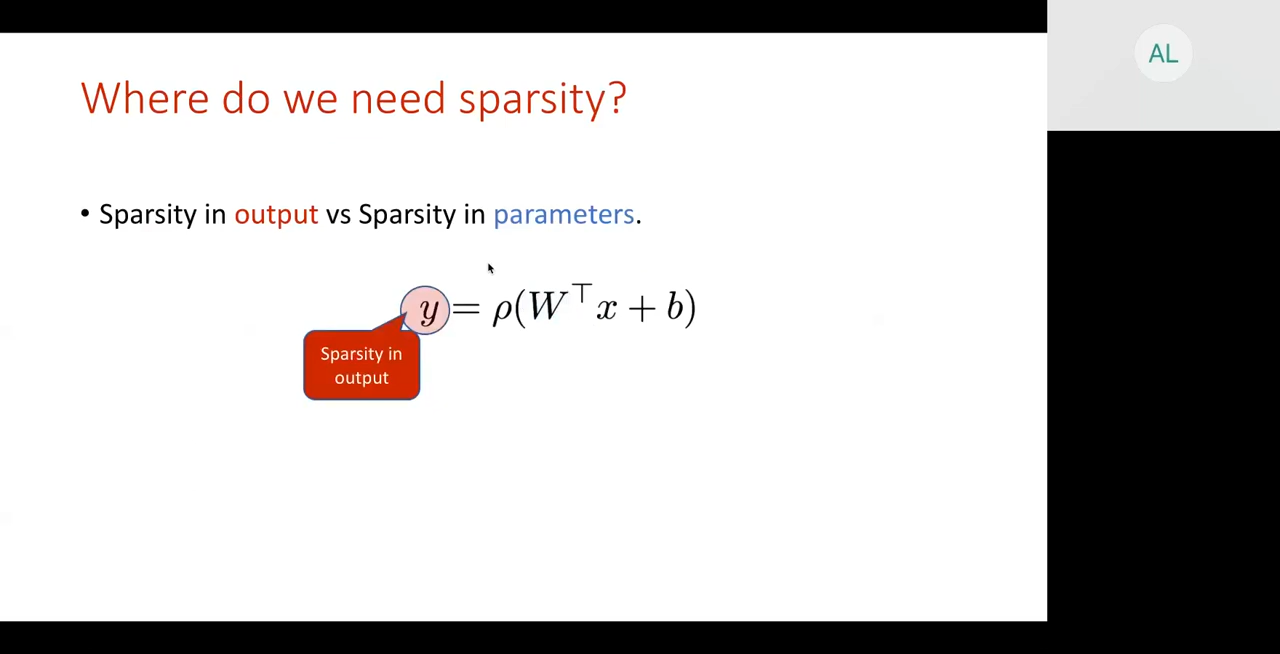 Where do we need sparsity?
AL
• Sparsity in output vs Sparsity in parameters.
y = ρ(W⊤x + b)
Sparsity in
output